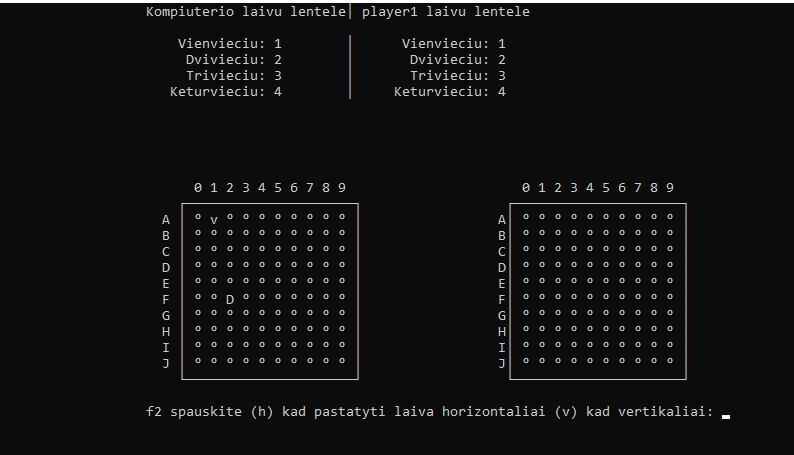 Kompiuterio laivu lentele player1 laivu lentele
Vienvieciu: 1 Vienvieciu: 1
Dvivieciu: 2 Dvivieciu: 2
Trivieciu: 3 Trivieciu: 3
Keturvieciu: 4 Keturvieciu: 4
0 1 2 3 4 5 6 7 8 9 0 1 2 3 4 5 6 7 8 9
A º v º º º º º º º º A º º º º º º º º º º
B º º º º º º º º º º B º º º º º º º º º º
C º º º º º º º º º º C º º º º º º º º º º
D º º º º º º º º º º D º º º º º º º º º º
E º º º º º º º º º º E º º º º º º º º º º
F º º D º º º º º º º F º º º º º º º º º º
G º º º º º º º º º º G º º º º º º º º º º
H º º º º º º º º º º H º º º º º º º º º º
I º º º º º º º º º º I º º º º º º º º º º
J º º º º º º º º º º J º º º º º º º º º º
f2 spauskite (h) kad pastatyti laiva horizontaliai (v) kad vertikaliai: _